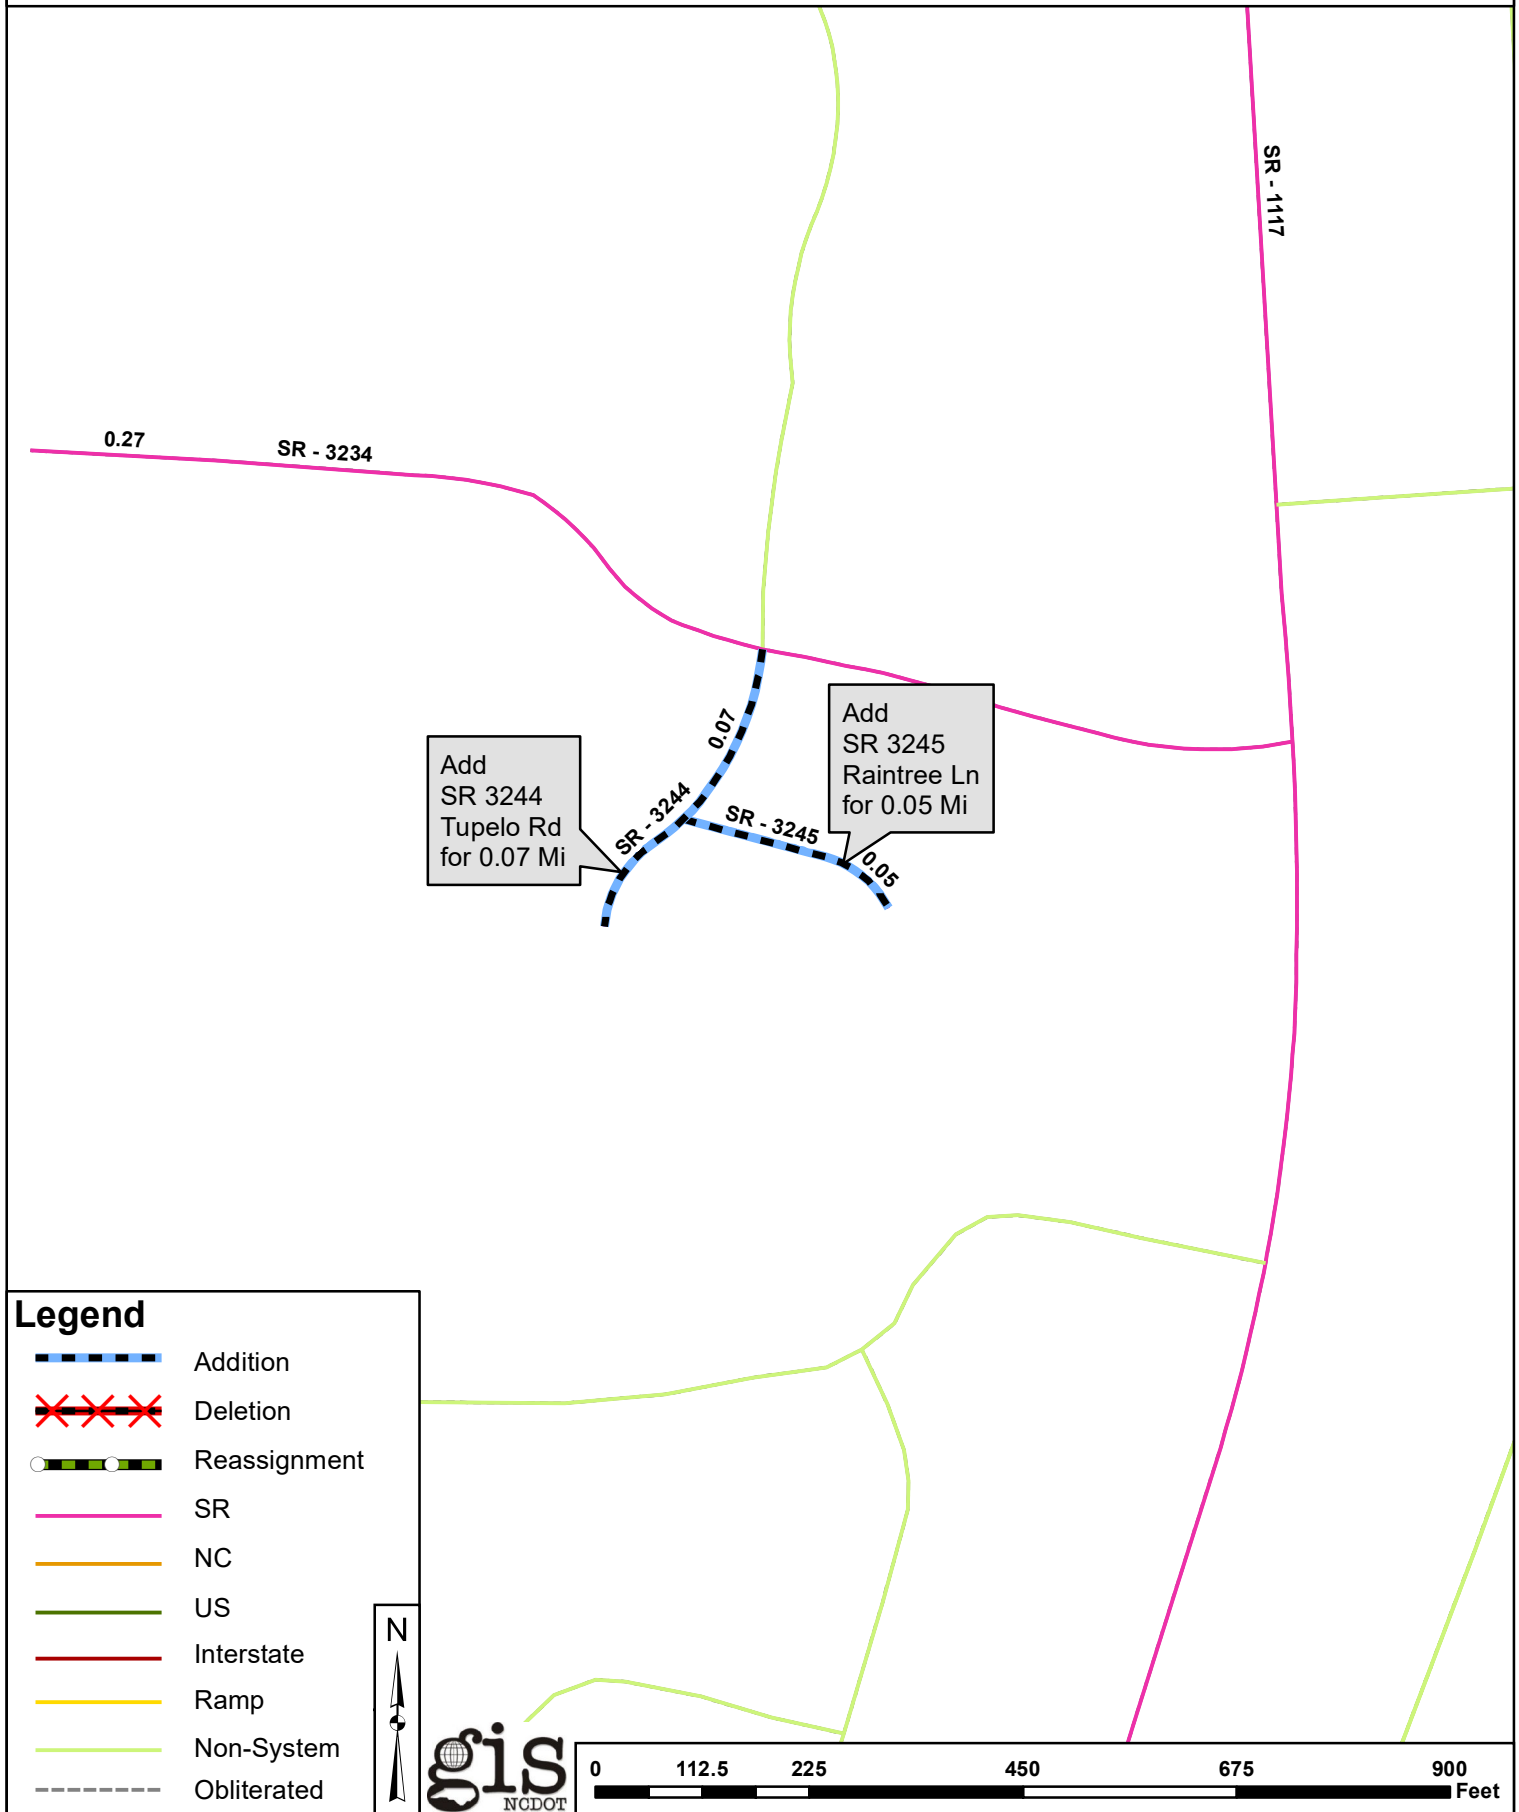 SR - 1117
0.27
SR - 3234
0.07
Add
SR 3245
Raintree Ln
for 0.05 Mi
Add
SR 3244
Tupelo Rd
for 0.07 Mi
SR - 3244
SR - 3245
0.05
Legend
Addition
Deletion
Reassignment
SR
NC
US
Interstate
Ramp
Non-System
Obliterated
N
gis
NCDOT
0 112.5 225 450 675 900
Feet